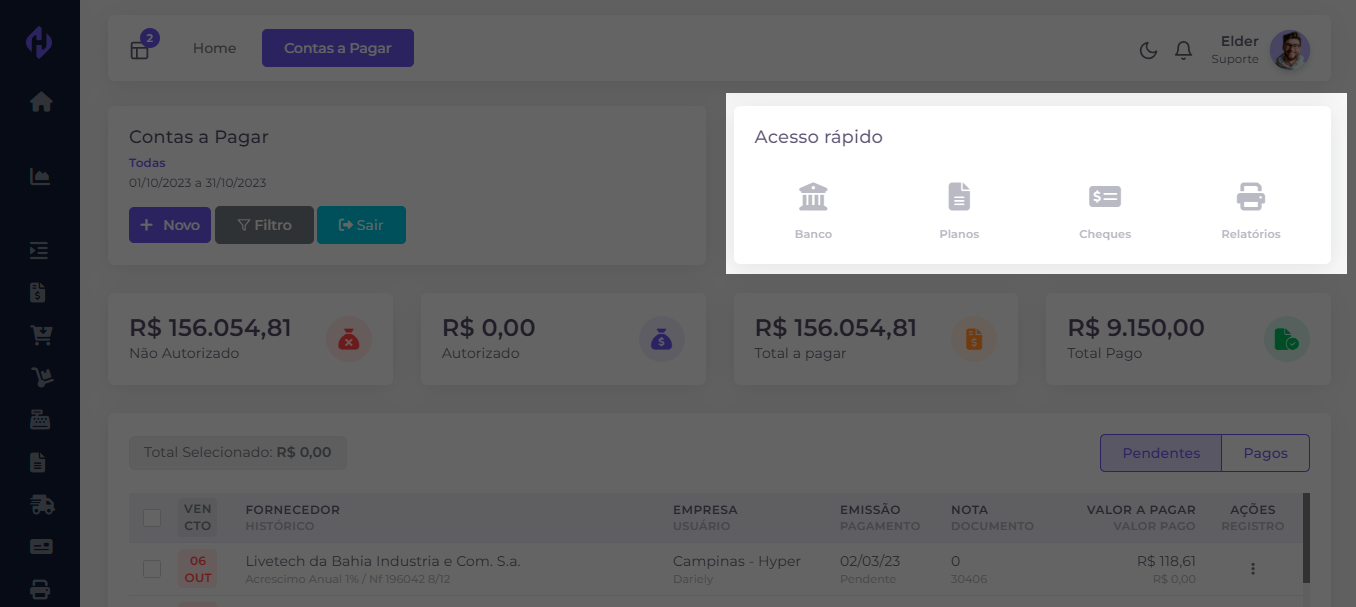 2
Home
Contas a Pagar
Elder
Suporte
Contas a Pagar
Todas
01/10/2023 a 31/10/2023
+ Novo
Filtro
Sair
Acesso rápido
Banco
Planos
Cheques
Relatórios
R$ 156.054,81
Não Autorizado
R$ 0,00
Autorizado
R$ 156.054,81
Total a pagar
R$ 9.150,00
Total Pago
Total Selecionado: R$ 0,00
Pendentes
Pagos
VEN
CTO
FORNECEDOR
HISTÓRICO
EMPRESA
USUÁRIO
EMISSÃO
PAGAMENTO
NOTA
DOCUMENTO
VALOR A PAGAR
VALOR PAGO
AÇÕES
REGISTRO
06
OUT
Livetech da Bahia Industria e Com. S.a.
Acrescimo Anual 1% / Nf 196042 8/12
Campinas - Hyper
Dariely
02/03/23
Pendente
0
30406
R$ 118,61
R$ 0,00